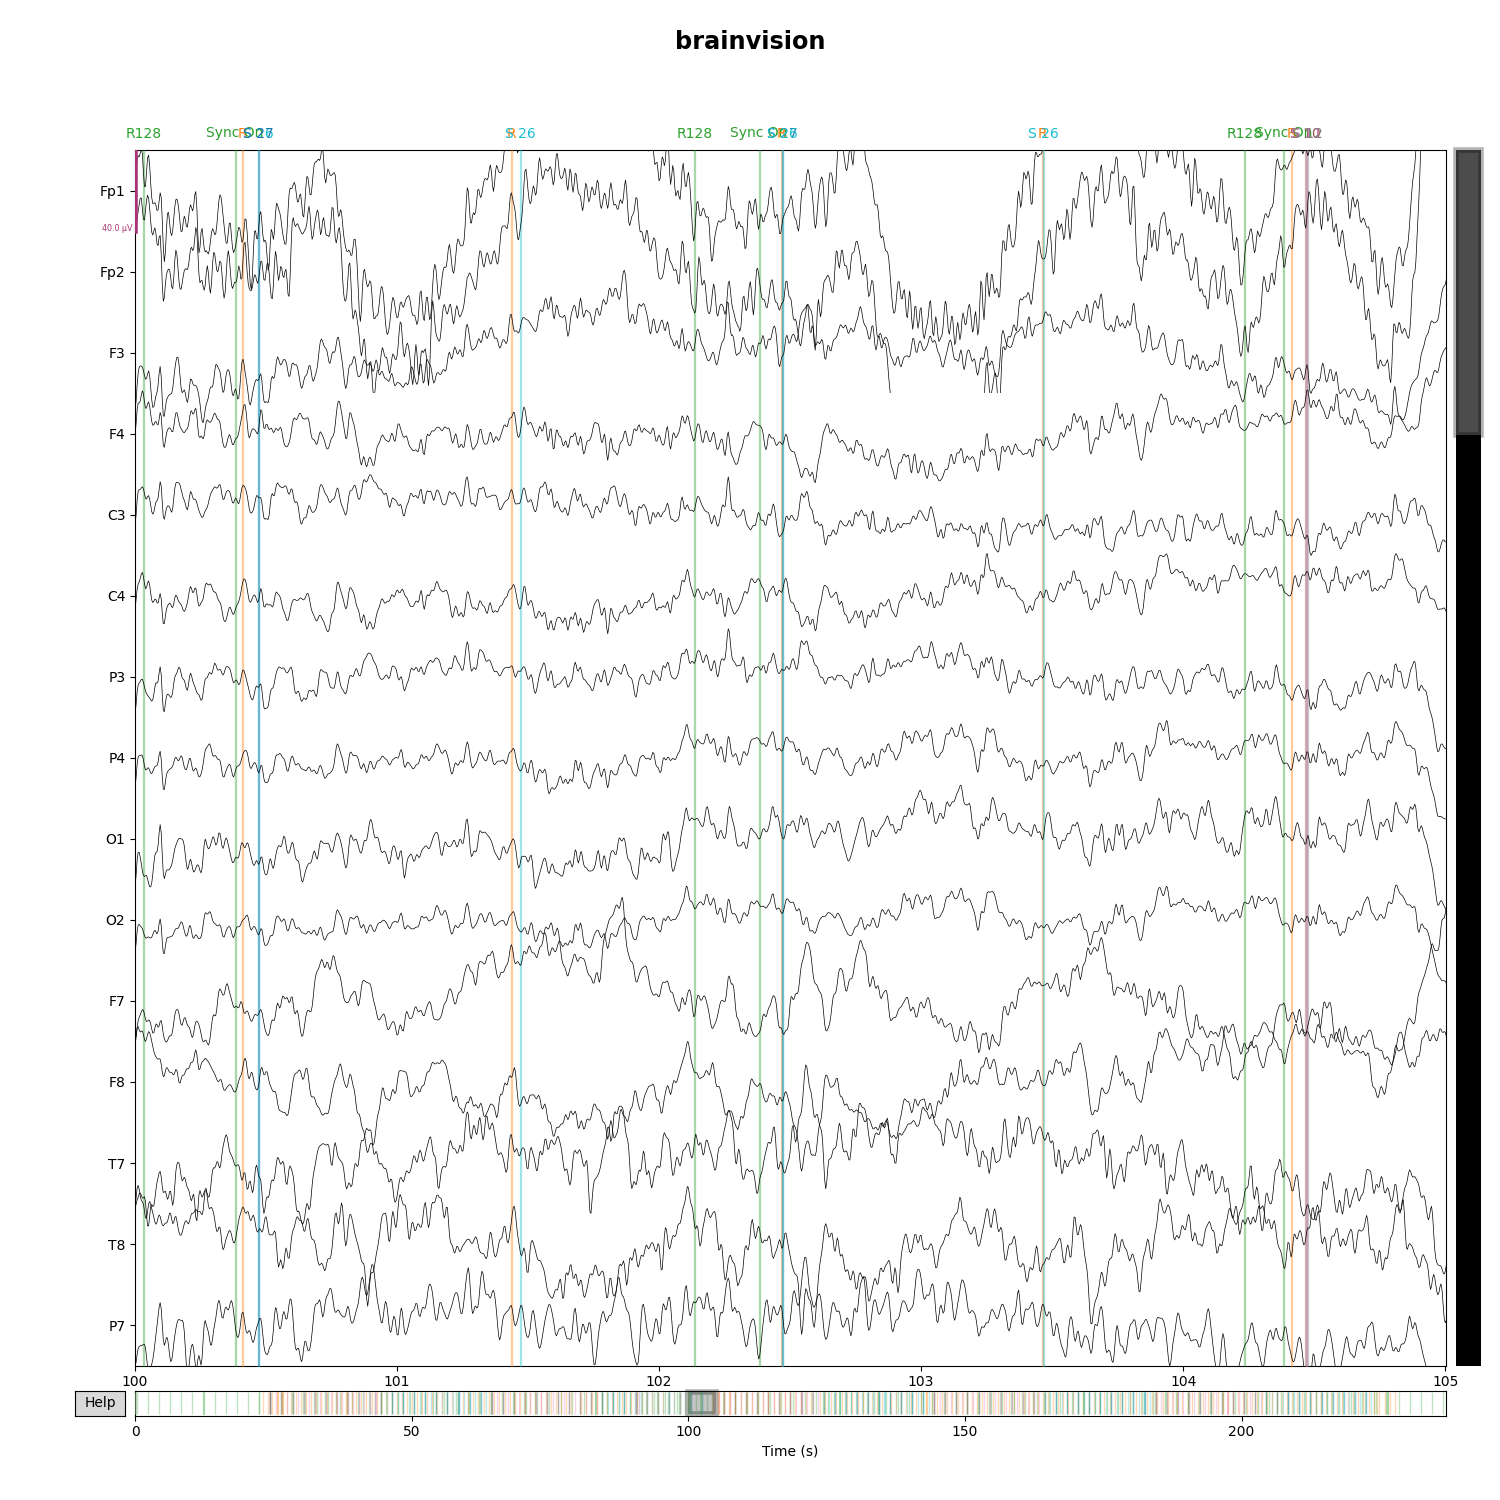 brainvision
R128 Sync On R128 Sync On R128 Sync On
S 26 S 26
Fp1
40.0 µV
Fp2
F3
F4
C3
C4
P3
P4
O1
O2
F7
F8
T7
T8
P7
100 101 102 103 104 105
Help
0 50 100 150 200
Time (s)